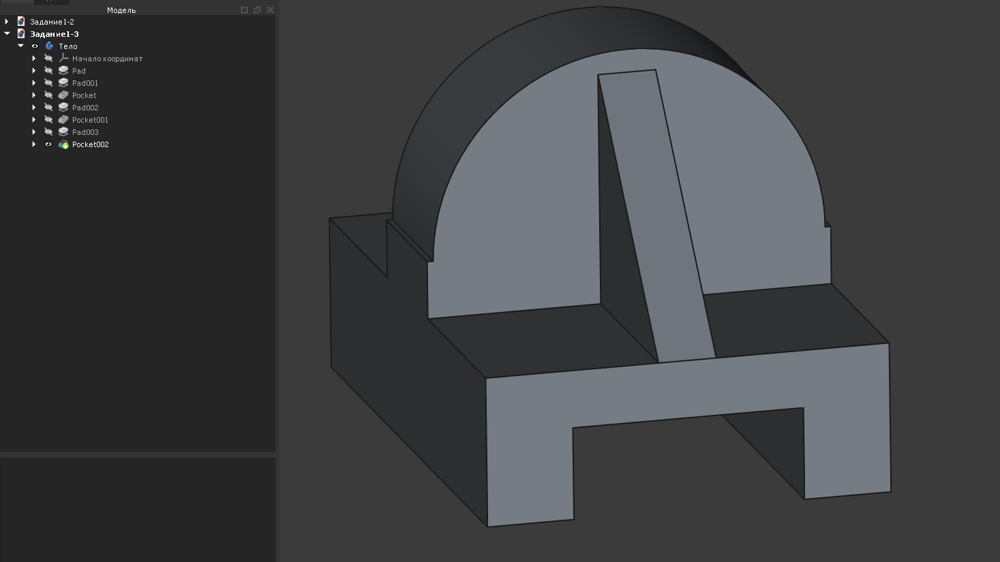 Модель
Задание1-2
Задание1-3
Тело
Начало координат
Pad
Pad001
Pocket
Pad002
Pocket001
Pad003
Pocket002